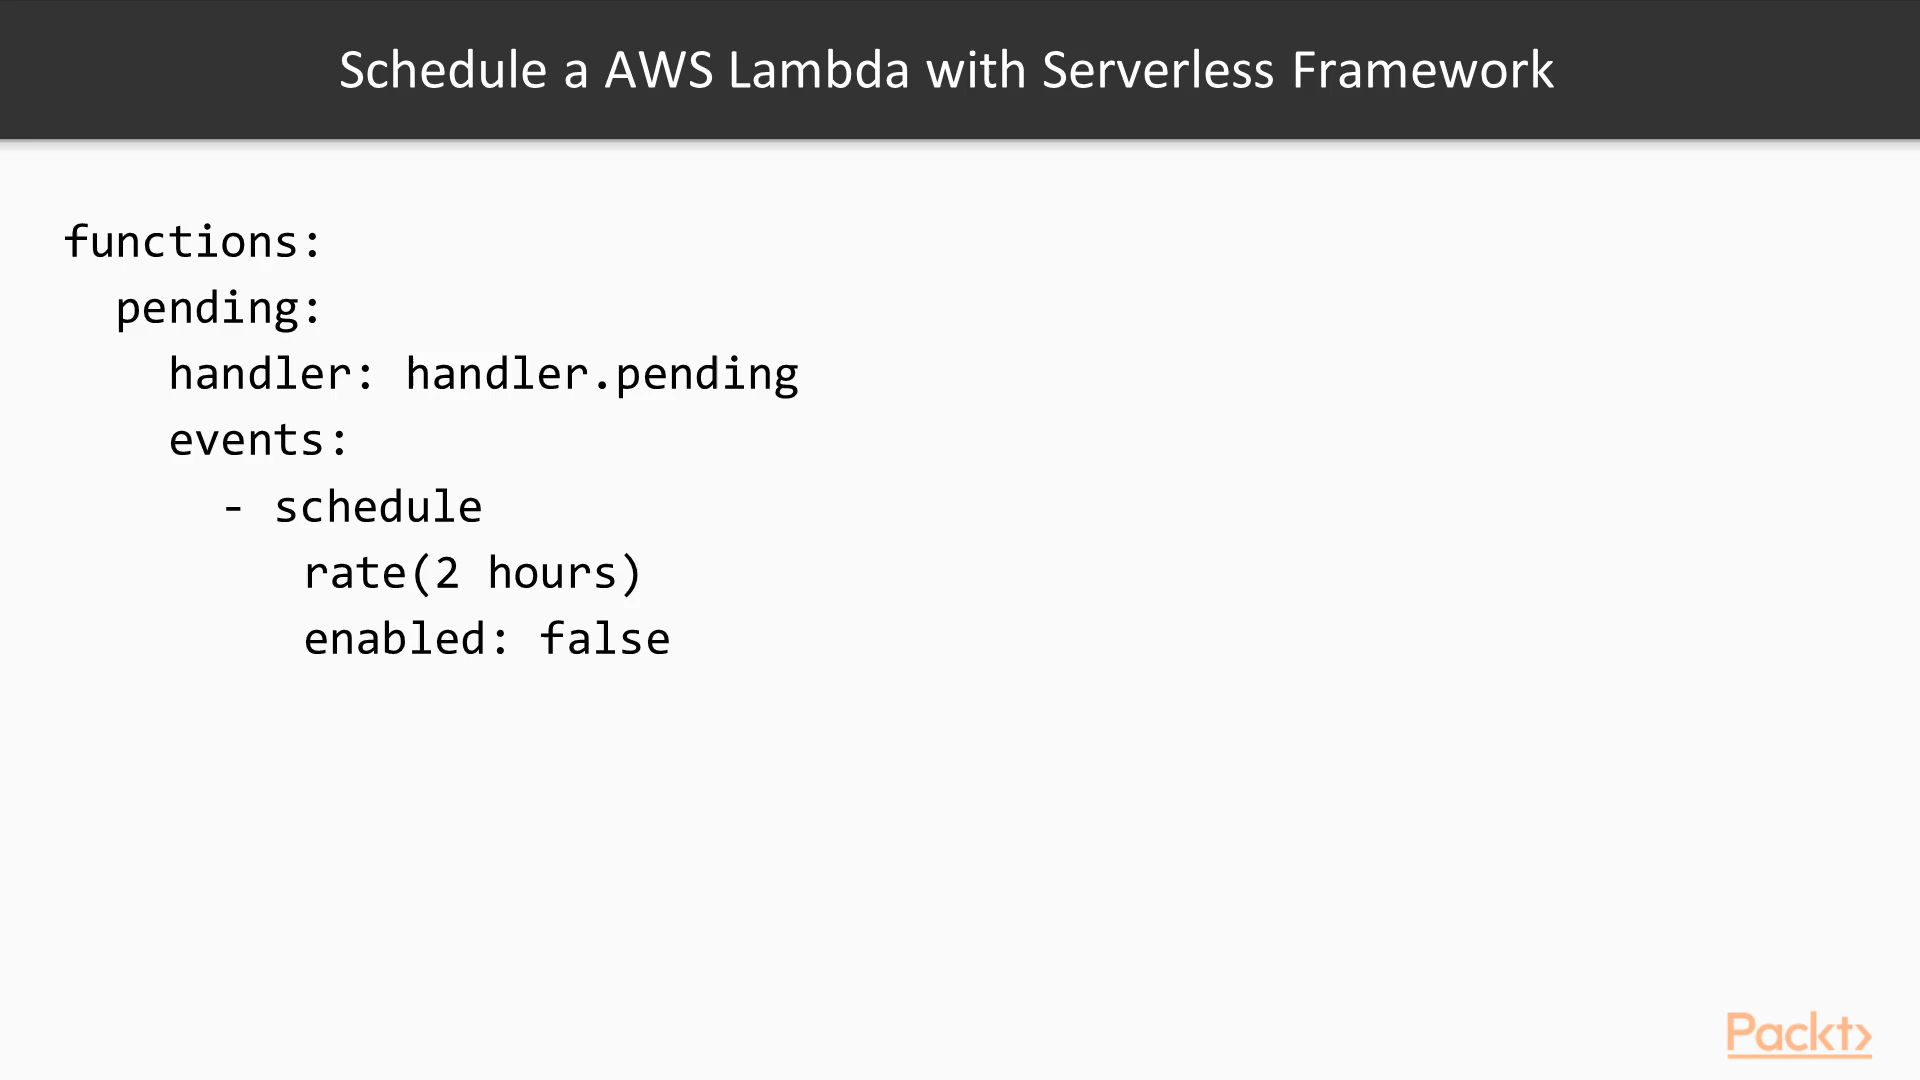 Schedule a AWS Lambda with Serverless Framework
functions:
  pending:
    handler: handler.pending
    events:
      - schedule
         rate(2 hours)
         enabled: false
Packt>